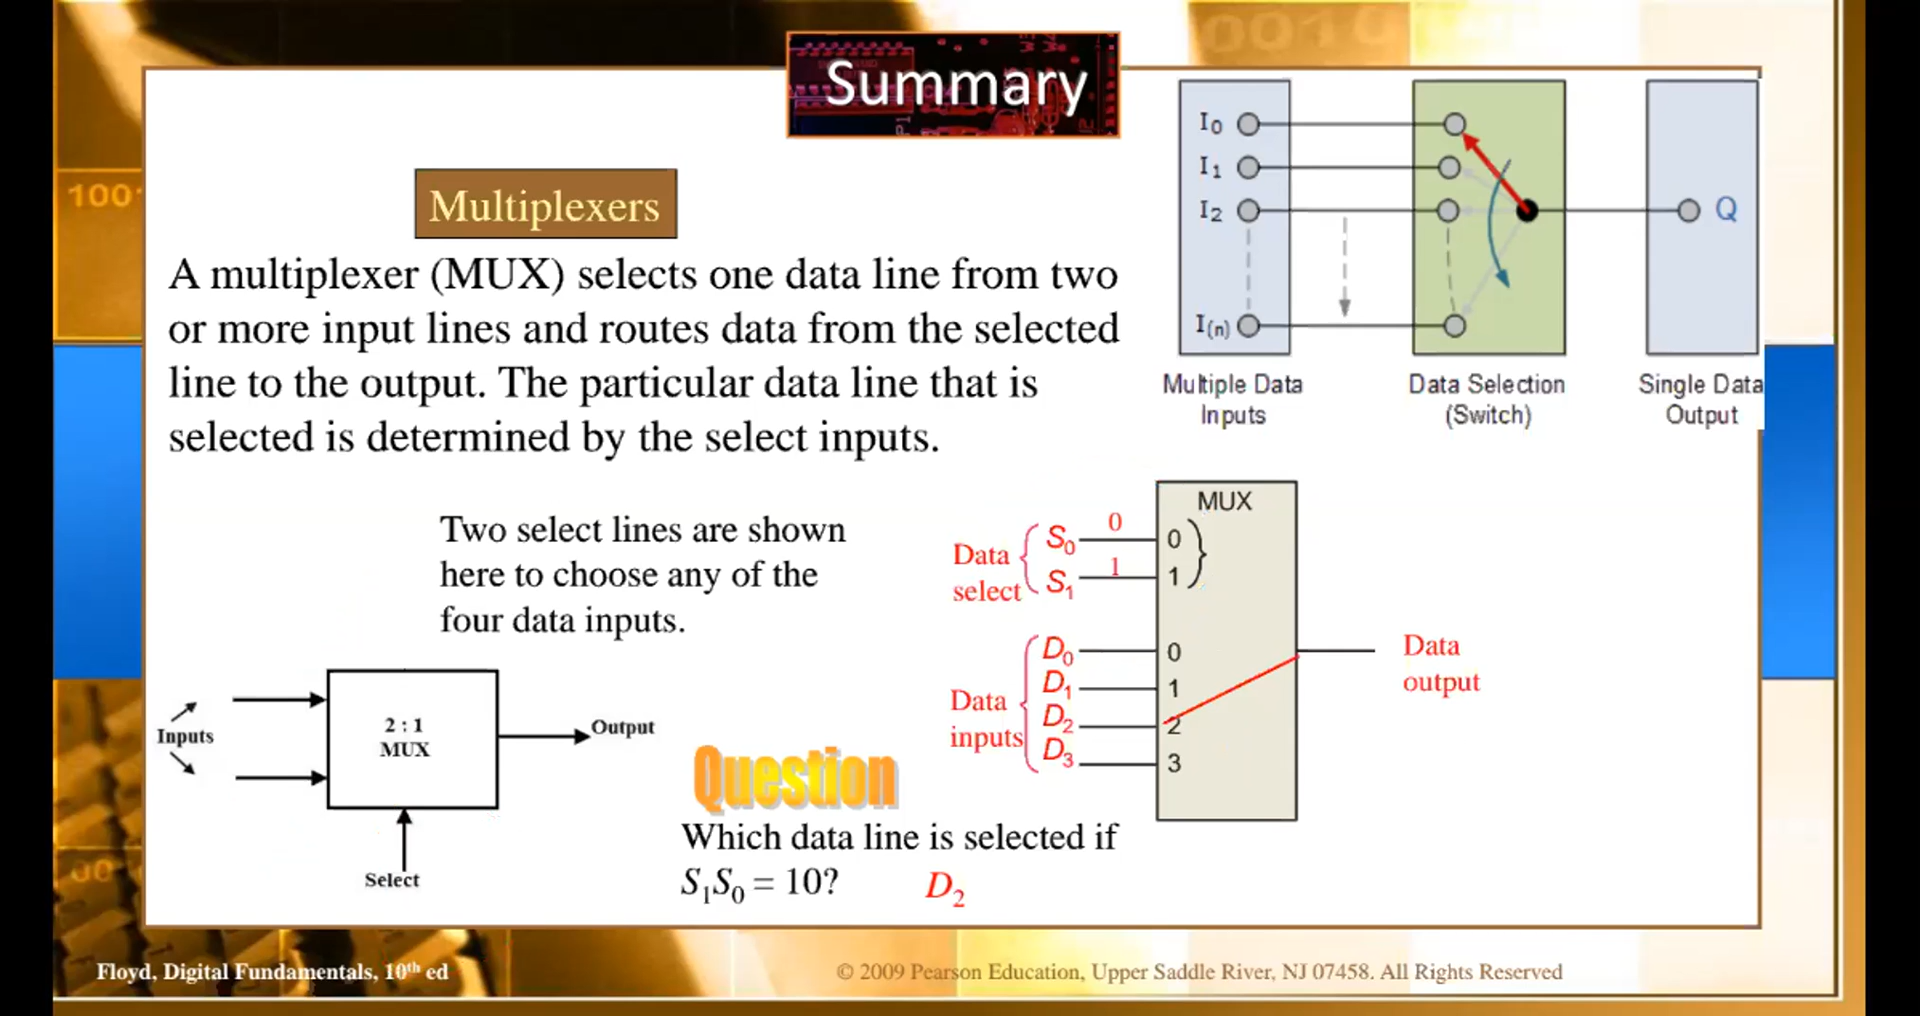 Summary
Multiplexers
A multiplexer (MUX) selects one data line from two
or more input lines and routes data from the selected
line to the output. The particular data line that is
selected is determined by the select inputs.
I0
I1
I2
I(n)
Q
Multiple Data
Inputs
Data Selection
(Switch)
Single Data
Output
Two select lines are shown
here to choose any of the
four data inputs.
Inputs
2 : 1
MUX
Output
Select
MUX
Data
select
S0 0 0
S1 1 1
Data
inputs
D0 0
D1 1
D2 2
D3 3
Data
output
Question
Which data line is selected if
S1S0 = 10? D2
Floyd, Digital Fundamentals, 10th ed
© 2009 Pearson Education, Upper Saddle River, NJ 07458. All Rights Reserved